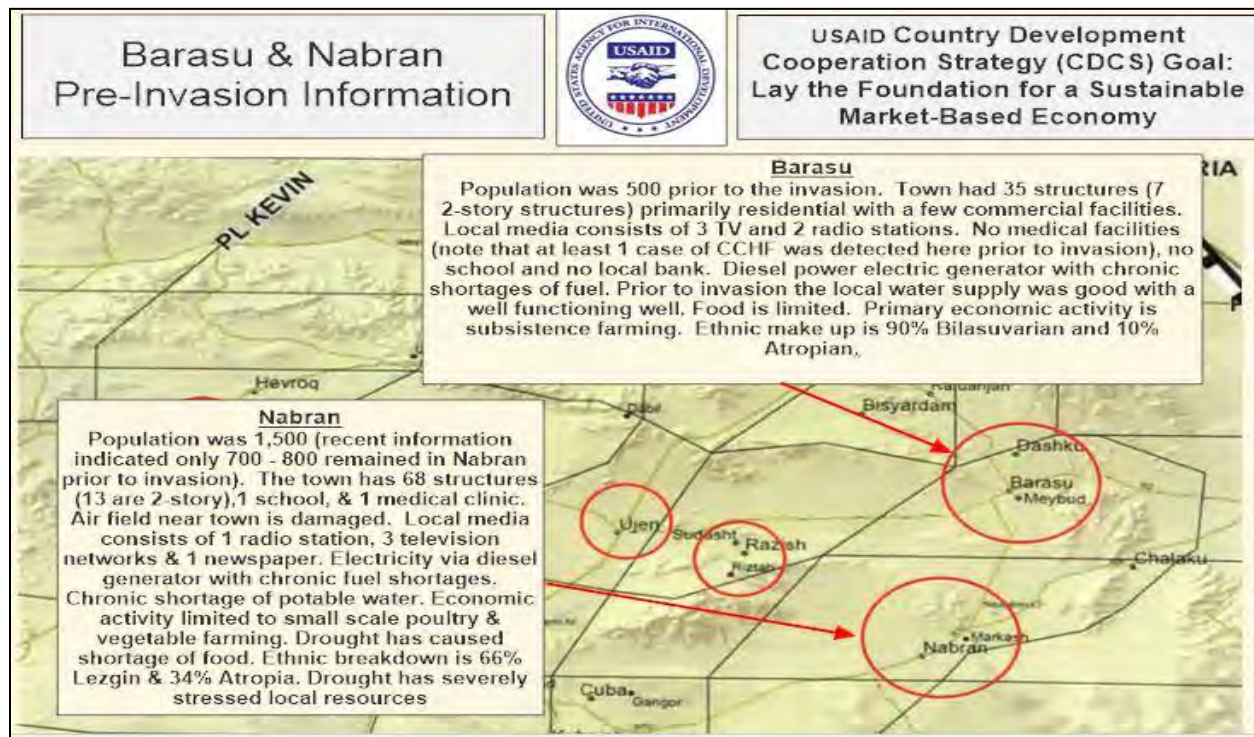 Barasu & Nabran
Pre-Invasion Information
UNITED STATES AGENCY FOR INTERNATIONAL DEVELOPMENT
USAID
USAID Country Development
Cooperation Strategy (CDCS) Goal:
Lay the Foundation for a Sustainable
Market-Based Economy
PL KEVIN
RIA
Barasu
Population was 500 prior to the invasion. Town had 35 structures (7
2-story structures) primarily residential with a few commercial facilities.
Local media consists of 3 TV and 2 radio stations. No medical facilities
(note that at least 1 case of CCHF was detected here prior to invasion), no
school and no local bank. Diesel power electric generator with chronic
shortages of fuel. Prior to invasion the local water supply was good with a
well functioning well. Food is limited. Primary economic activity is
subsistence farming. Ethnic make up is 90% Bilasuvarian and 10%
Atropian.
Hevroq
Nabran
Population was 1,500 (recent information
indicated only 700 - 800 remained in Nabran
prior to invasion). The town has 68 structures
(13 are 2-story),1 school, & 1 medical clinic.
Air field near town is damaged. Local media
consists of 1 radio station, 3 television
networks & 1 newspaper. Electricity via diesel
generator with chronic fuel shortages.
Chronic shortage of potable water. Economic
activity limited to small scale poultry &
vegetable farming. Drought has caused
shortage of food. Ethnic breakdown is 66%
Lezgin & 34% Atropia. Drought has severely
stressed local resources
Bisyardam
Dashku
Barasu
Meybud
Ujen
Sudasht
Razish
Riztab
Chalaku
Markesh
Nabran
Cuba
Gangor